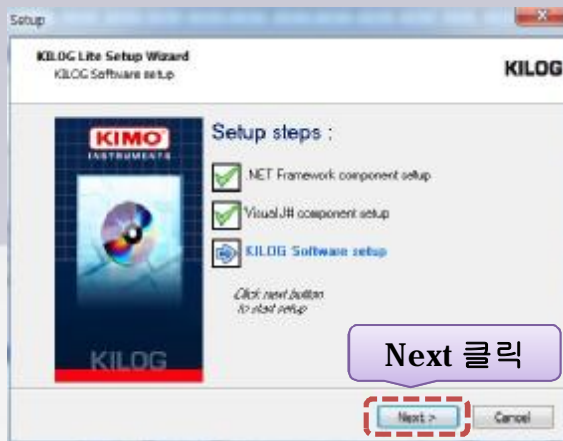 Setup
KILOG Lite Setup Wizard
KILOG Software setup
KILOG
KIMO
INSTRUMENTS
Setup steps :
.NET Framework component setup
Visual J# component setup
KILOG Software setup
Click next button
to start setup
KILOG
Next 클릭
Next >
Cancel